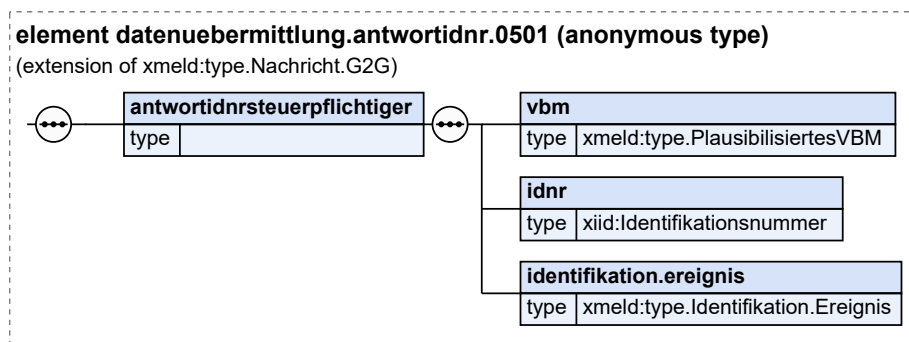 element datenuebermittlung.antwortidnr.0501 (anonymous type)
(extension of xmeld:type.Nachricht.G2G)
antwortidnrsteuerpflichtiger
type
vbm
type xmeld:type.PlausibilisiertesVBM
idnr
type xiid:Identifikationsnummer
identifikation.ereignis
type xmeld:type.Identifikation.Ereignis